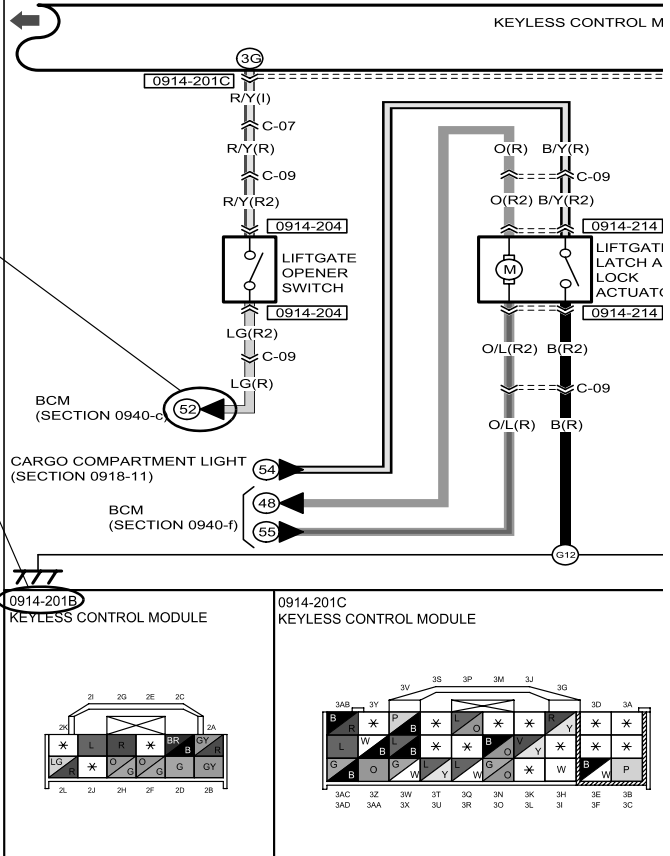 KEYLESS CONTROL M
3G
0914-201C
R/Y(I)
C-07
R/Y(R)
O(R) B/Y(R)
C-09
C-09
R/Y(R2)
O(R2) B/Y(R2)
0914-204
0914-214
LIFTGATE
OPENER
SWITCH
M
LIFTGATE
LATCH A
LOCK
ACTUATO
0914-204
0914-214
LG(R2)
O/L(R2) B(R2)
C-09
LG(R)
C-09
BCM
(SECTION 0940-c)
52
O/L(R) B(R)
CARGO COMPARTMENT LIGHT
(SECTION 0918-11)
54
BCM
(SECTION 0940-f)
48
55
G12
0914-201B
KEYLESS CONTROL MODULE
2I 2G 2E 2C
2K 2A
* L R * BR B GY R
LG R * O G O G G GY
2L 2J 2H 2F 2D 2B
0914-201C
KEYLESS CONTROL MODULE
3V 3S 3P 3M 3J 3G
3AB 3Y 3D 3A
B R * P B * L O * * R Y * *
L W B L B * * B O V Y * * *
G B O G W L Y L W G O * W B W P
3AC 3Z 3W 3T 3Q 3N 3K 3H 3E 3B
3AD 3AA 3X 3U 3R 3O 3L 3I 3F 3C